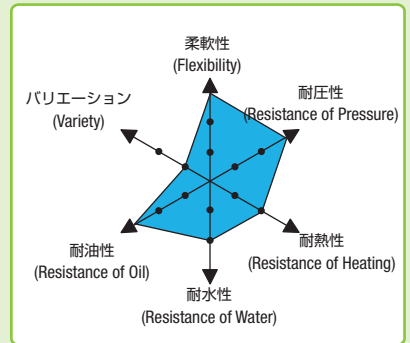 柔軟性
(Flexibility)
耐圧性
(Resistance of Pressure)
バリエーション
(Variety)
耐熱性
(Resistance of Heating)
耐油性
(Resistance of Oil)
耐水性
(Resistance of Water)